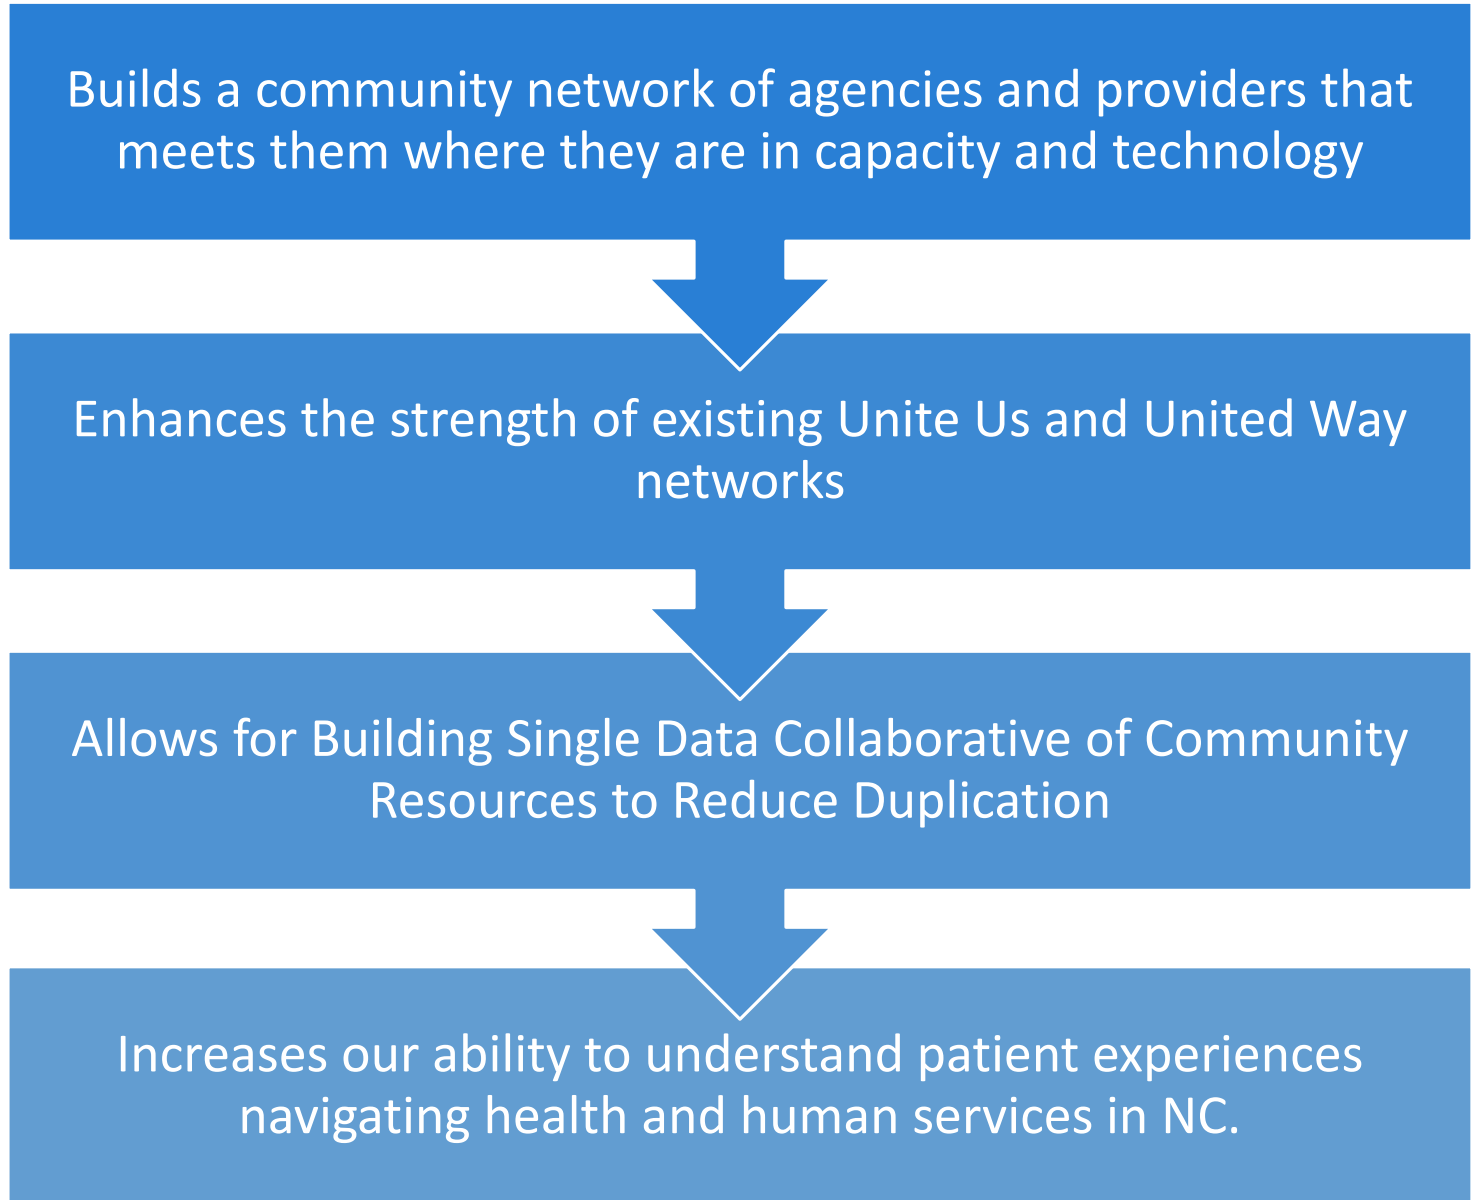 Builds a community network of agencies and providers that
meets them where they are in capacity and technology
Enhances the strength of existing Unite Us and United Way
networks
Allows for Building Single Data Collaborative of Community
Resources to Reduce Duplication
Increases our ability to understand patient experiences
navigating health and human services in NC.